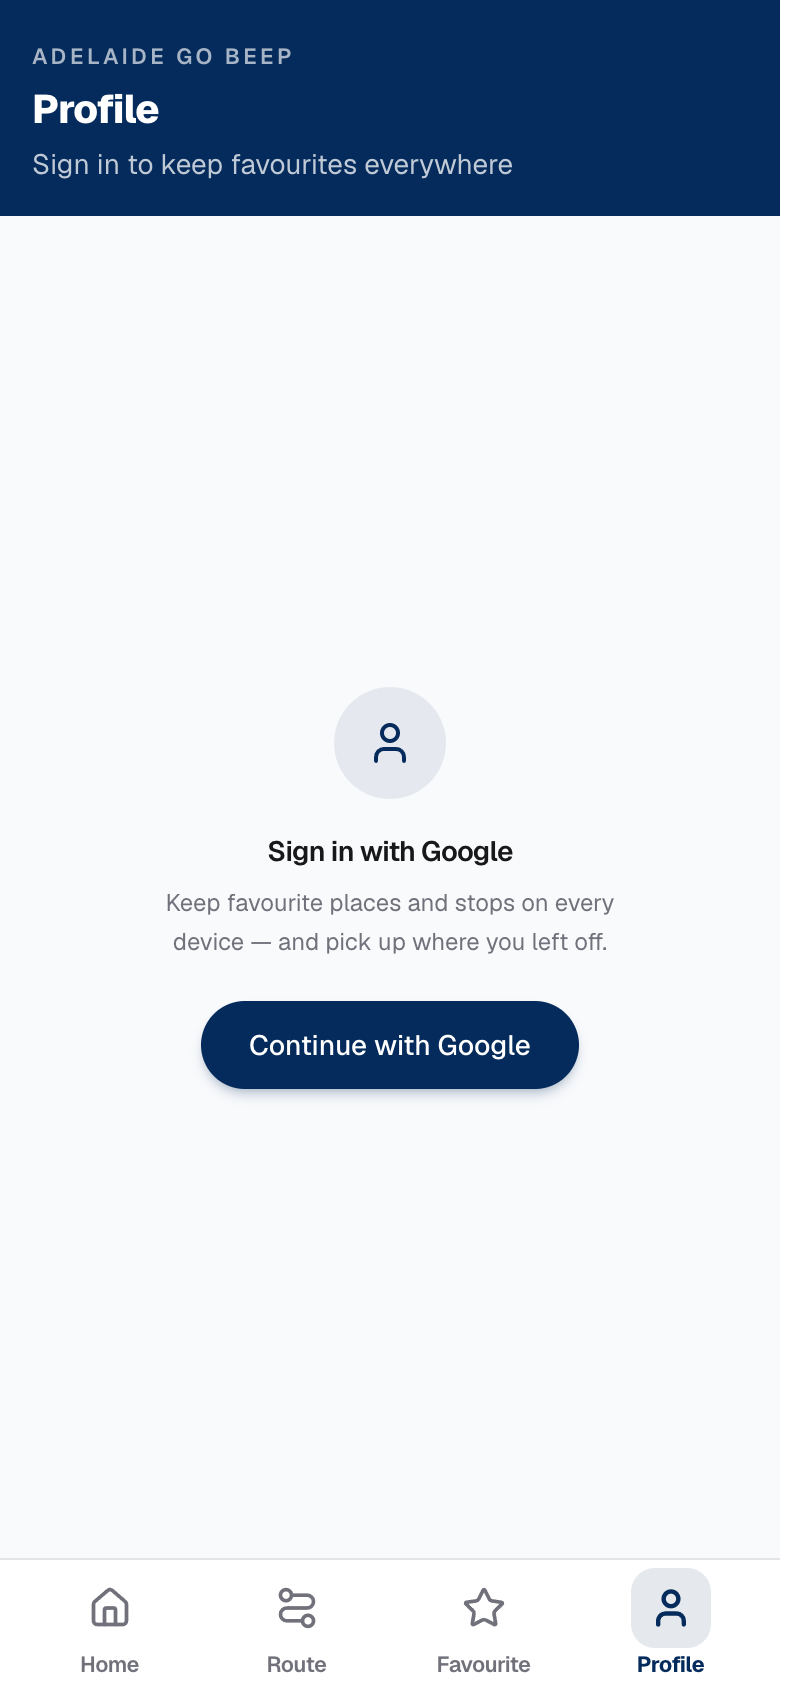 ADELAIDE GO BEEP
Profile
Sign in to keep favourites everywhere
Sign in with Google
Keep favourite places and stops on every
device — and pick up where you left off.
Continue with Google
Home
Route
Favourite
Profile